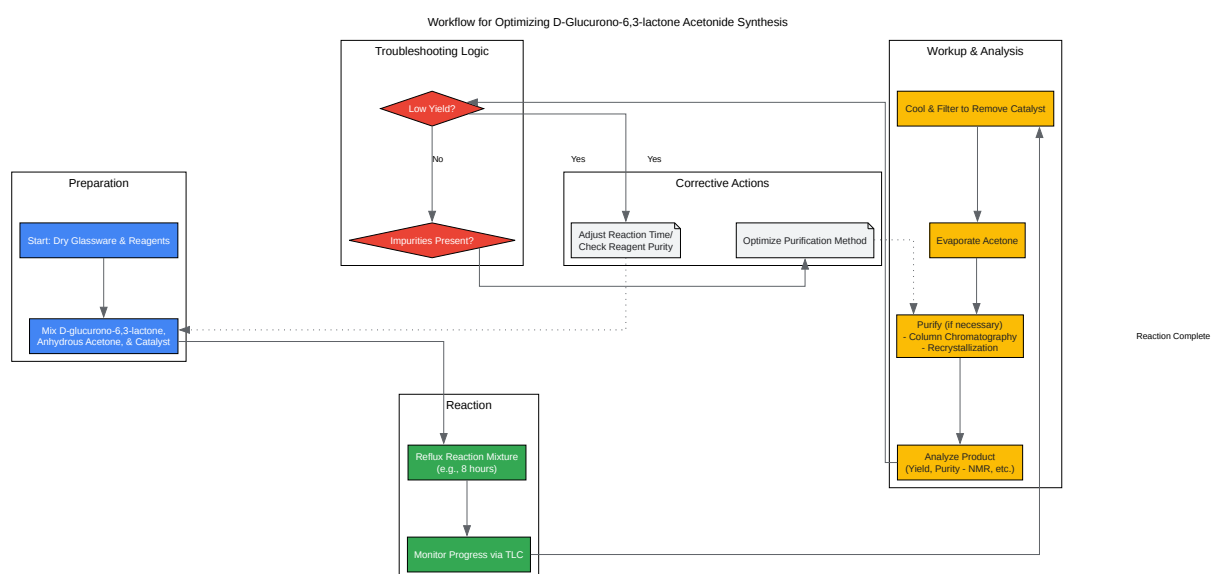 Workflow for Optimizing D-Glucurono-6,3-lactone Acetonide Synthesis
Troubleshooting Logic
Low Yield?
No
Impurities Present?
Preparation
Start: Dry Glassware & Reagents
Mix D-glucurono-6,3-lactone,
Anhydrous Acetone, & Catalyst
Yes
Yes
Corrective Actions
Adjust Reaction Time/
Check Reagent Purity
Optimize Purification Method
Workup & Analysis
Cool & Filter to Remove Catalyst
Evaporate Acetone
Purify (if necessary)
- Column Chromatography
- Recrystallization
Analyze Product
(Yield, Purity - NMR, etc.)
Reaction Complete
Reaction
Reflux Reaction Mixture
(e.g., 8 hours)
Monitor Progress via TLC